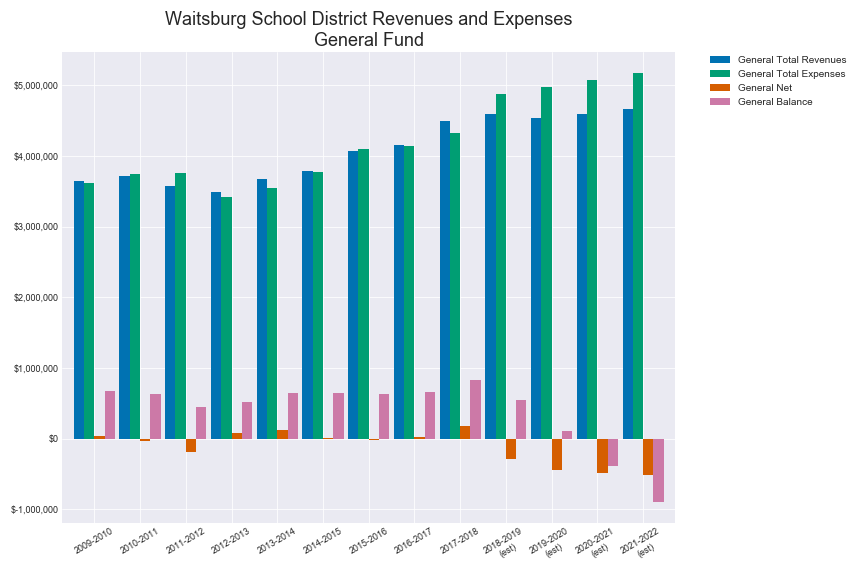 Waitsburg School District Revenues and Expenses
General Fund
General Total Revenues
General Total Expenses
General Net
General Balance
$5,000,000
$4,000,000
$3,000,000
$2,000,000
$1,000,000
$0
$-1,000,000
2009-2010
2010-2011
2011-2012
2012-2013
2013-2014
2014-2015
2015-2016
2016-2017
2017-2018
2018-2019
(est)
2019-2020
(est)
2020-2021
(est)
2021-2022
(est)